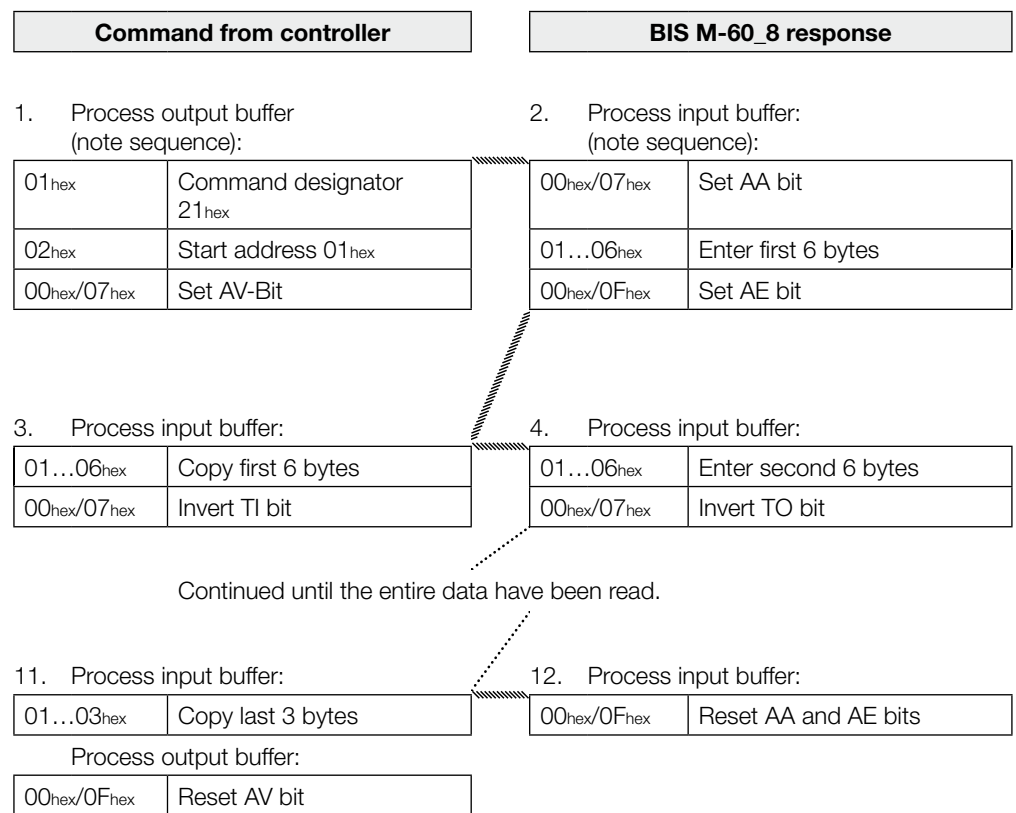 Command from controller
BIS M-60_8 response
1. Process output buffer
(note sequence):
2. Process input buffer:
(note sequence):
01hex Command designator
21hex
02hex Start address 01hex
00hex/07hex Set AV-Bit
00hex/07hex Set AA bit
01…06hex Enter first 6 bytes
00hex/0Fhex Set AE bit
3. Process input buffer:
01…06hex Copy first 6 bytes
00hex/07hex Invert TI bit
4. Process input buffer:
01…06hex Enter second 6 bytes
00hex/07hex Invert TO bit
Continued until the entire data have been read.
11. Process input buffer:
01…03hex Copy last 3 bytes
Process output buffer:
00hex/0Fhex Reset AV bit
12. Process input buffer:
00hex/0Fhex Reset AA and AE bits